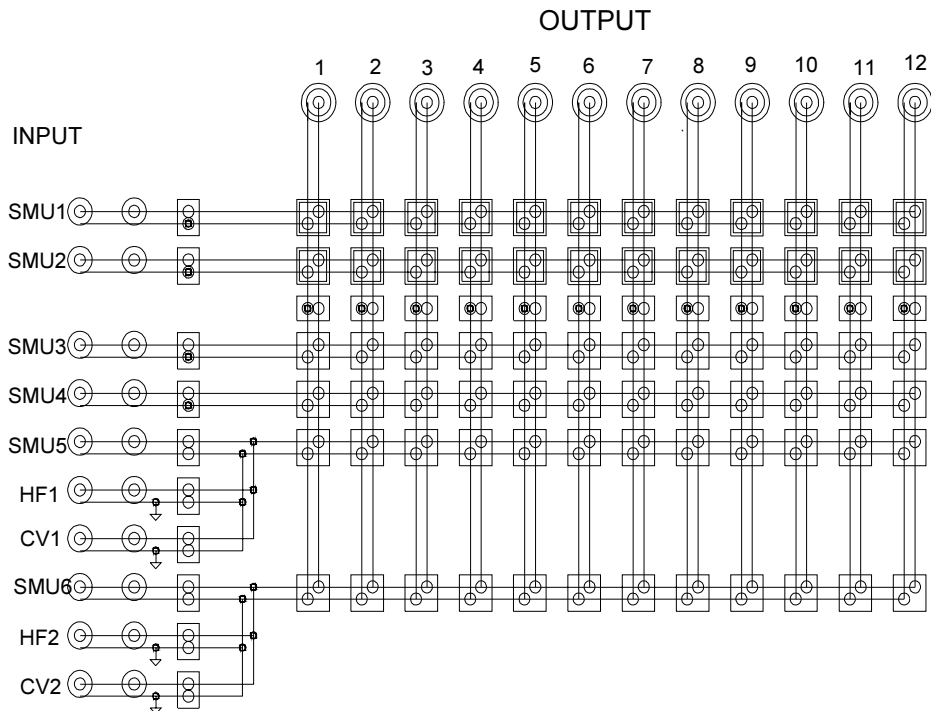 OUTPUT
1 2 3 4 5 6 7 8 9 10 11 12
INPUT
SMU1
SMU2
SMU3
SMU4
SMU5
HF1
CV1
SMU6
HF2
CV2